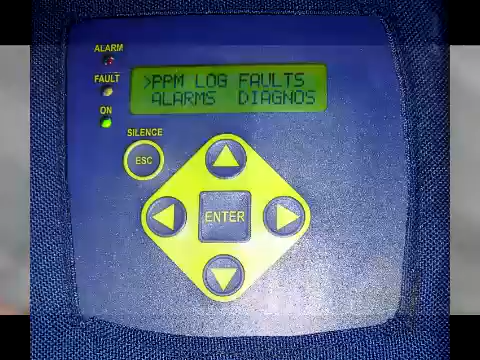 ALARM
FAULT
ON
>PPM LOG FAULTS
ALARMS DIAGNOS
SILENCE
ESC
ENTER